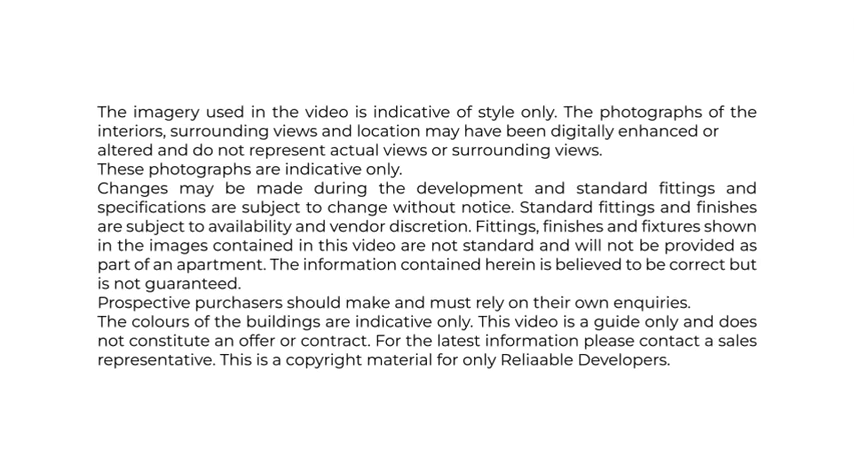 The imagery used in the video is indicative of style only. The photographs of the
interiors, surrounding views and location may have been digitally enhanced or
altered and do not represent actual views or surrounding views.
These photographs are indicative only.
Changes may be made during the development and standard fittings and
specifications are subject to change without notice. Standard fittings and finishes
are subject to availability and vendor discretion. Fittings, finishes and fixtures shown
in the images contained in this video are not standard and will not be provided as
part of an apartment. The information contained herein is believed to be correct but
is not guaranteed.
Prospective purchasers should make and must rely on their own enquiries.
The colours of the buildings are indicative only. This video is a guide only and does
not constitute an offer or contract. For the latest information please contact a sales
representative. This is a copyright material for only Reliaable Developers.